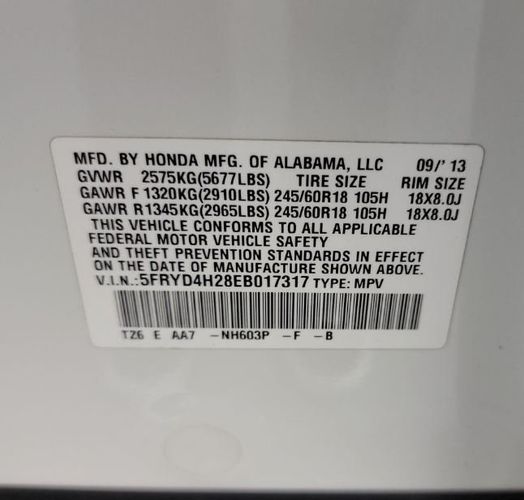 MFD. BY HONDA MFG. OF ALABAMA, LLC 09/' 13
GVWR 2575KG(5677LBS) TIRE SIZE RIM SIZE
GAWR F 1320KG(2910LBS) 245/60R18 105H 18X8.0J
GAWR R1345KG(2965LBS) 245/60R18 105H 18X8.0J
THIS VEHICLE CONFORMS TO ALL APPLICABLE
FEDERAL MOTOR VEHICLE SAFETY
AND THEFT PREVENTION STANDARDS IN EFFECT
ON THE DATE OF MANUFACTURE SHOWN ABOVE.
V.I.N.:5FRYD4H28EB017317 TYPE: MPV
TZ6 E AA7 -NH603P -F -B